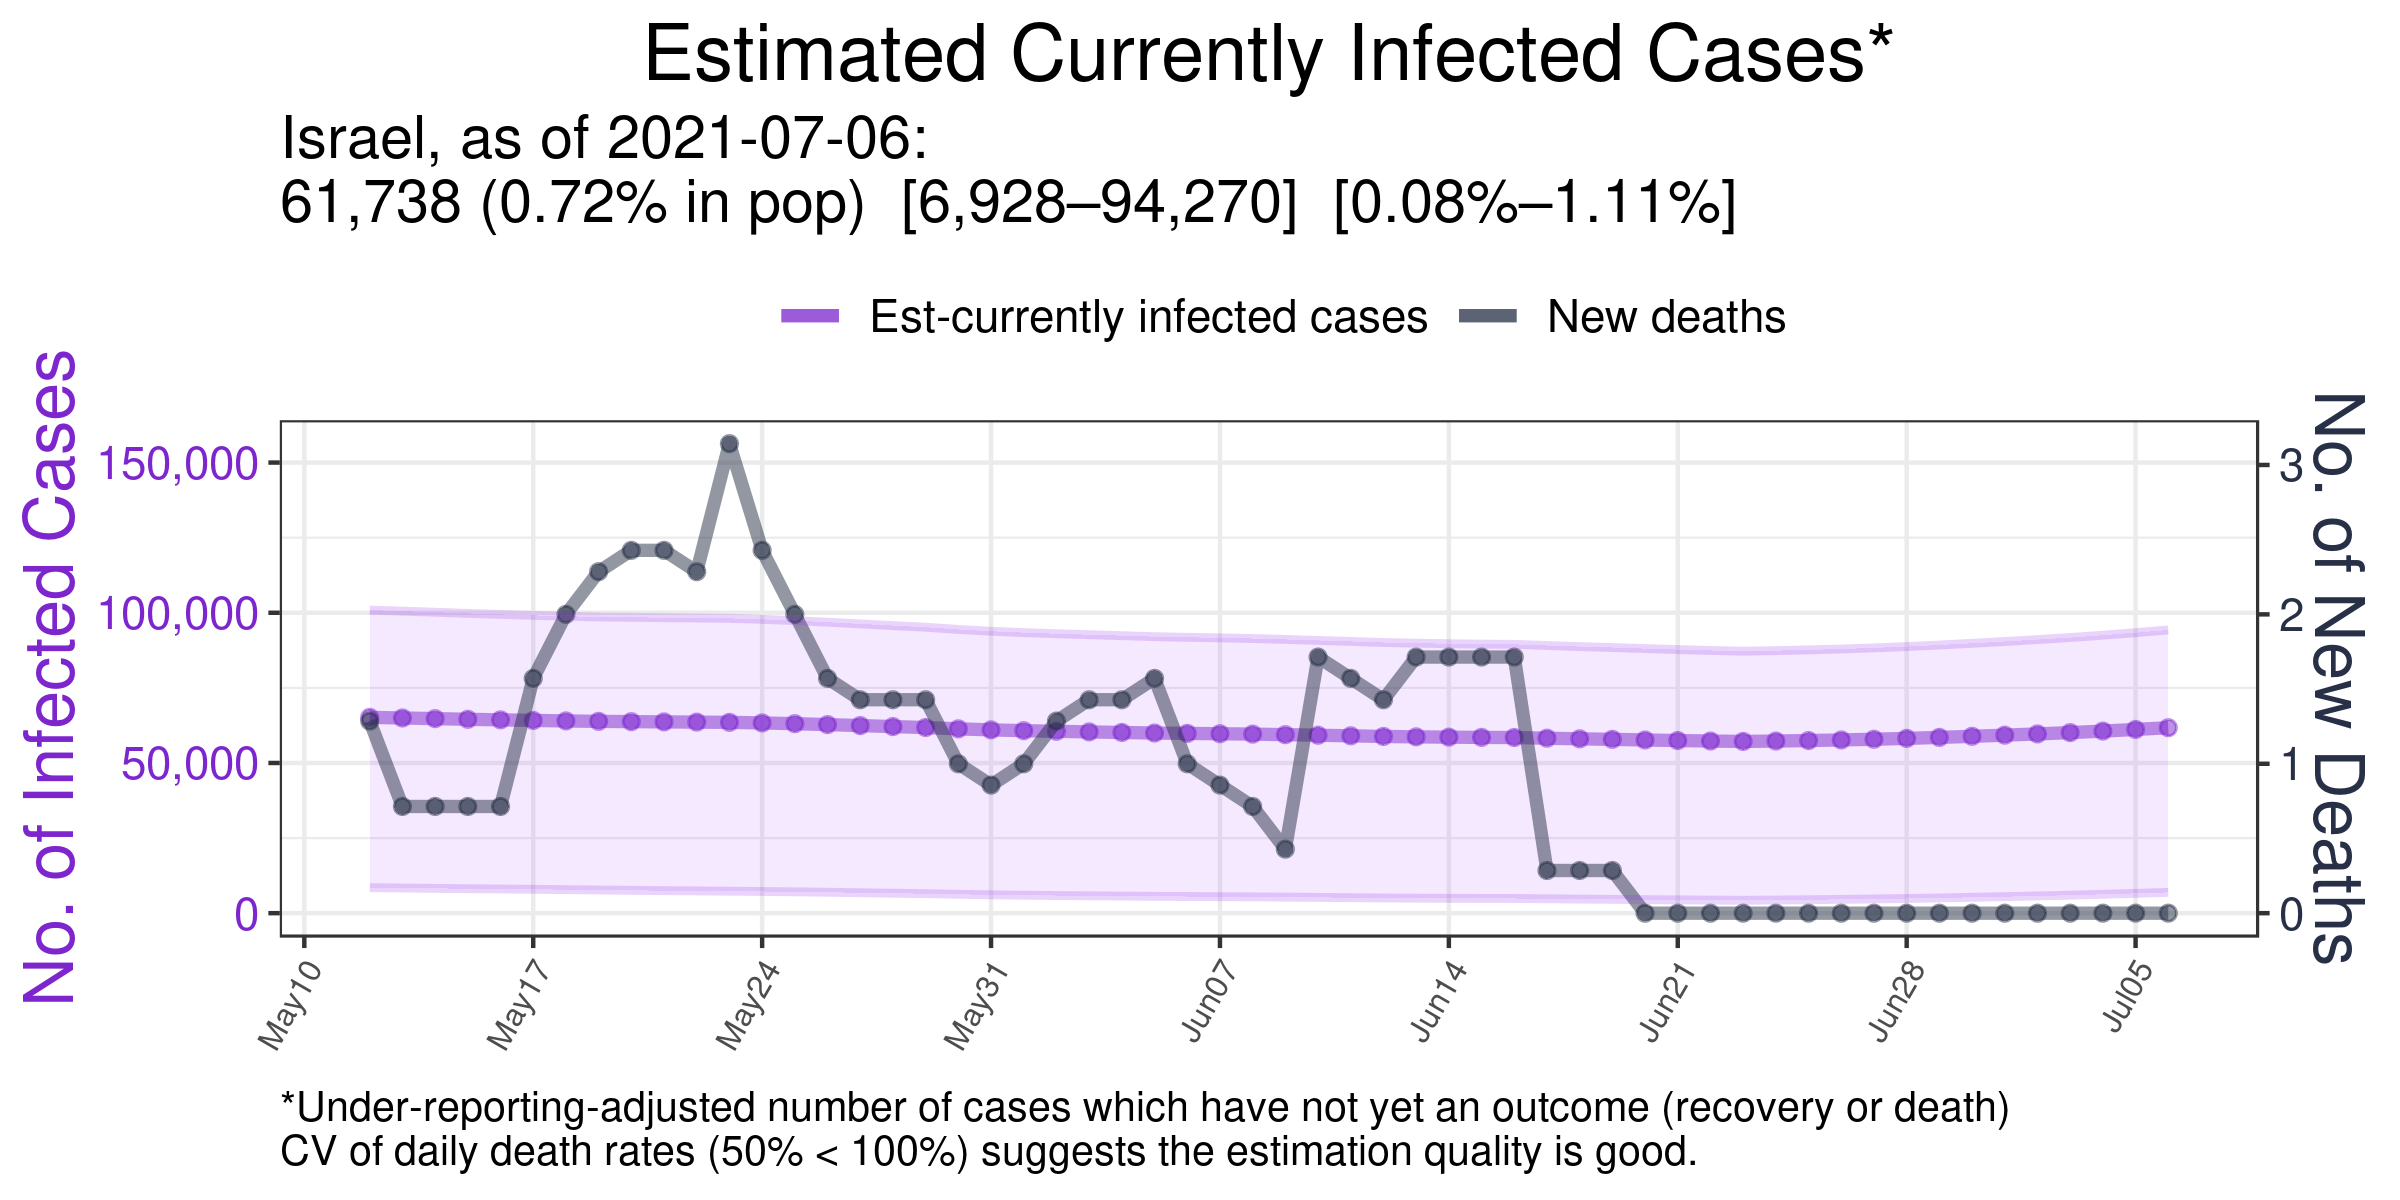 Estimated Currently Infected Cases*
Israel, as of 2021-07-06:
61,738 (0.72% in pop)  [6,928–94,270]  [0.08%–1.11%]
Est-currently infected cases
New deaths
No. of Infected Cases
150,000
100,000
50,000
0
3
2
1
0
No. of New Deaths
May10
May17
May24
May31
Jun07
Jun14
Jun21
Jun28
Jul05
*Under-reporting-adjusted number of cases which have not yet an outcome (recovery or death)
CV of daily death rates (50% < 100%) suggests the estimation quality is good.